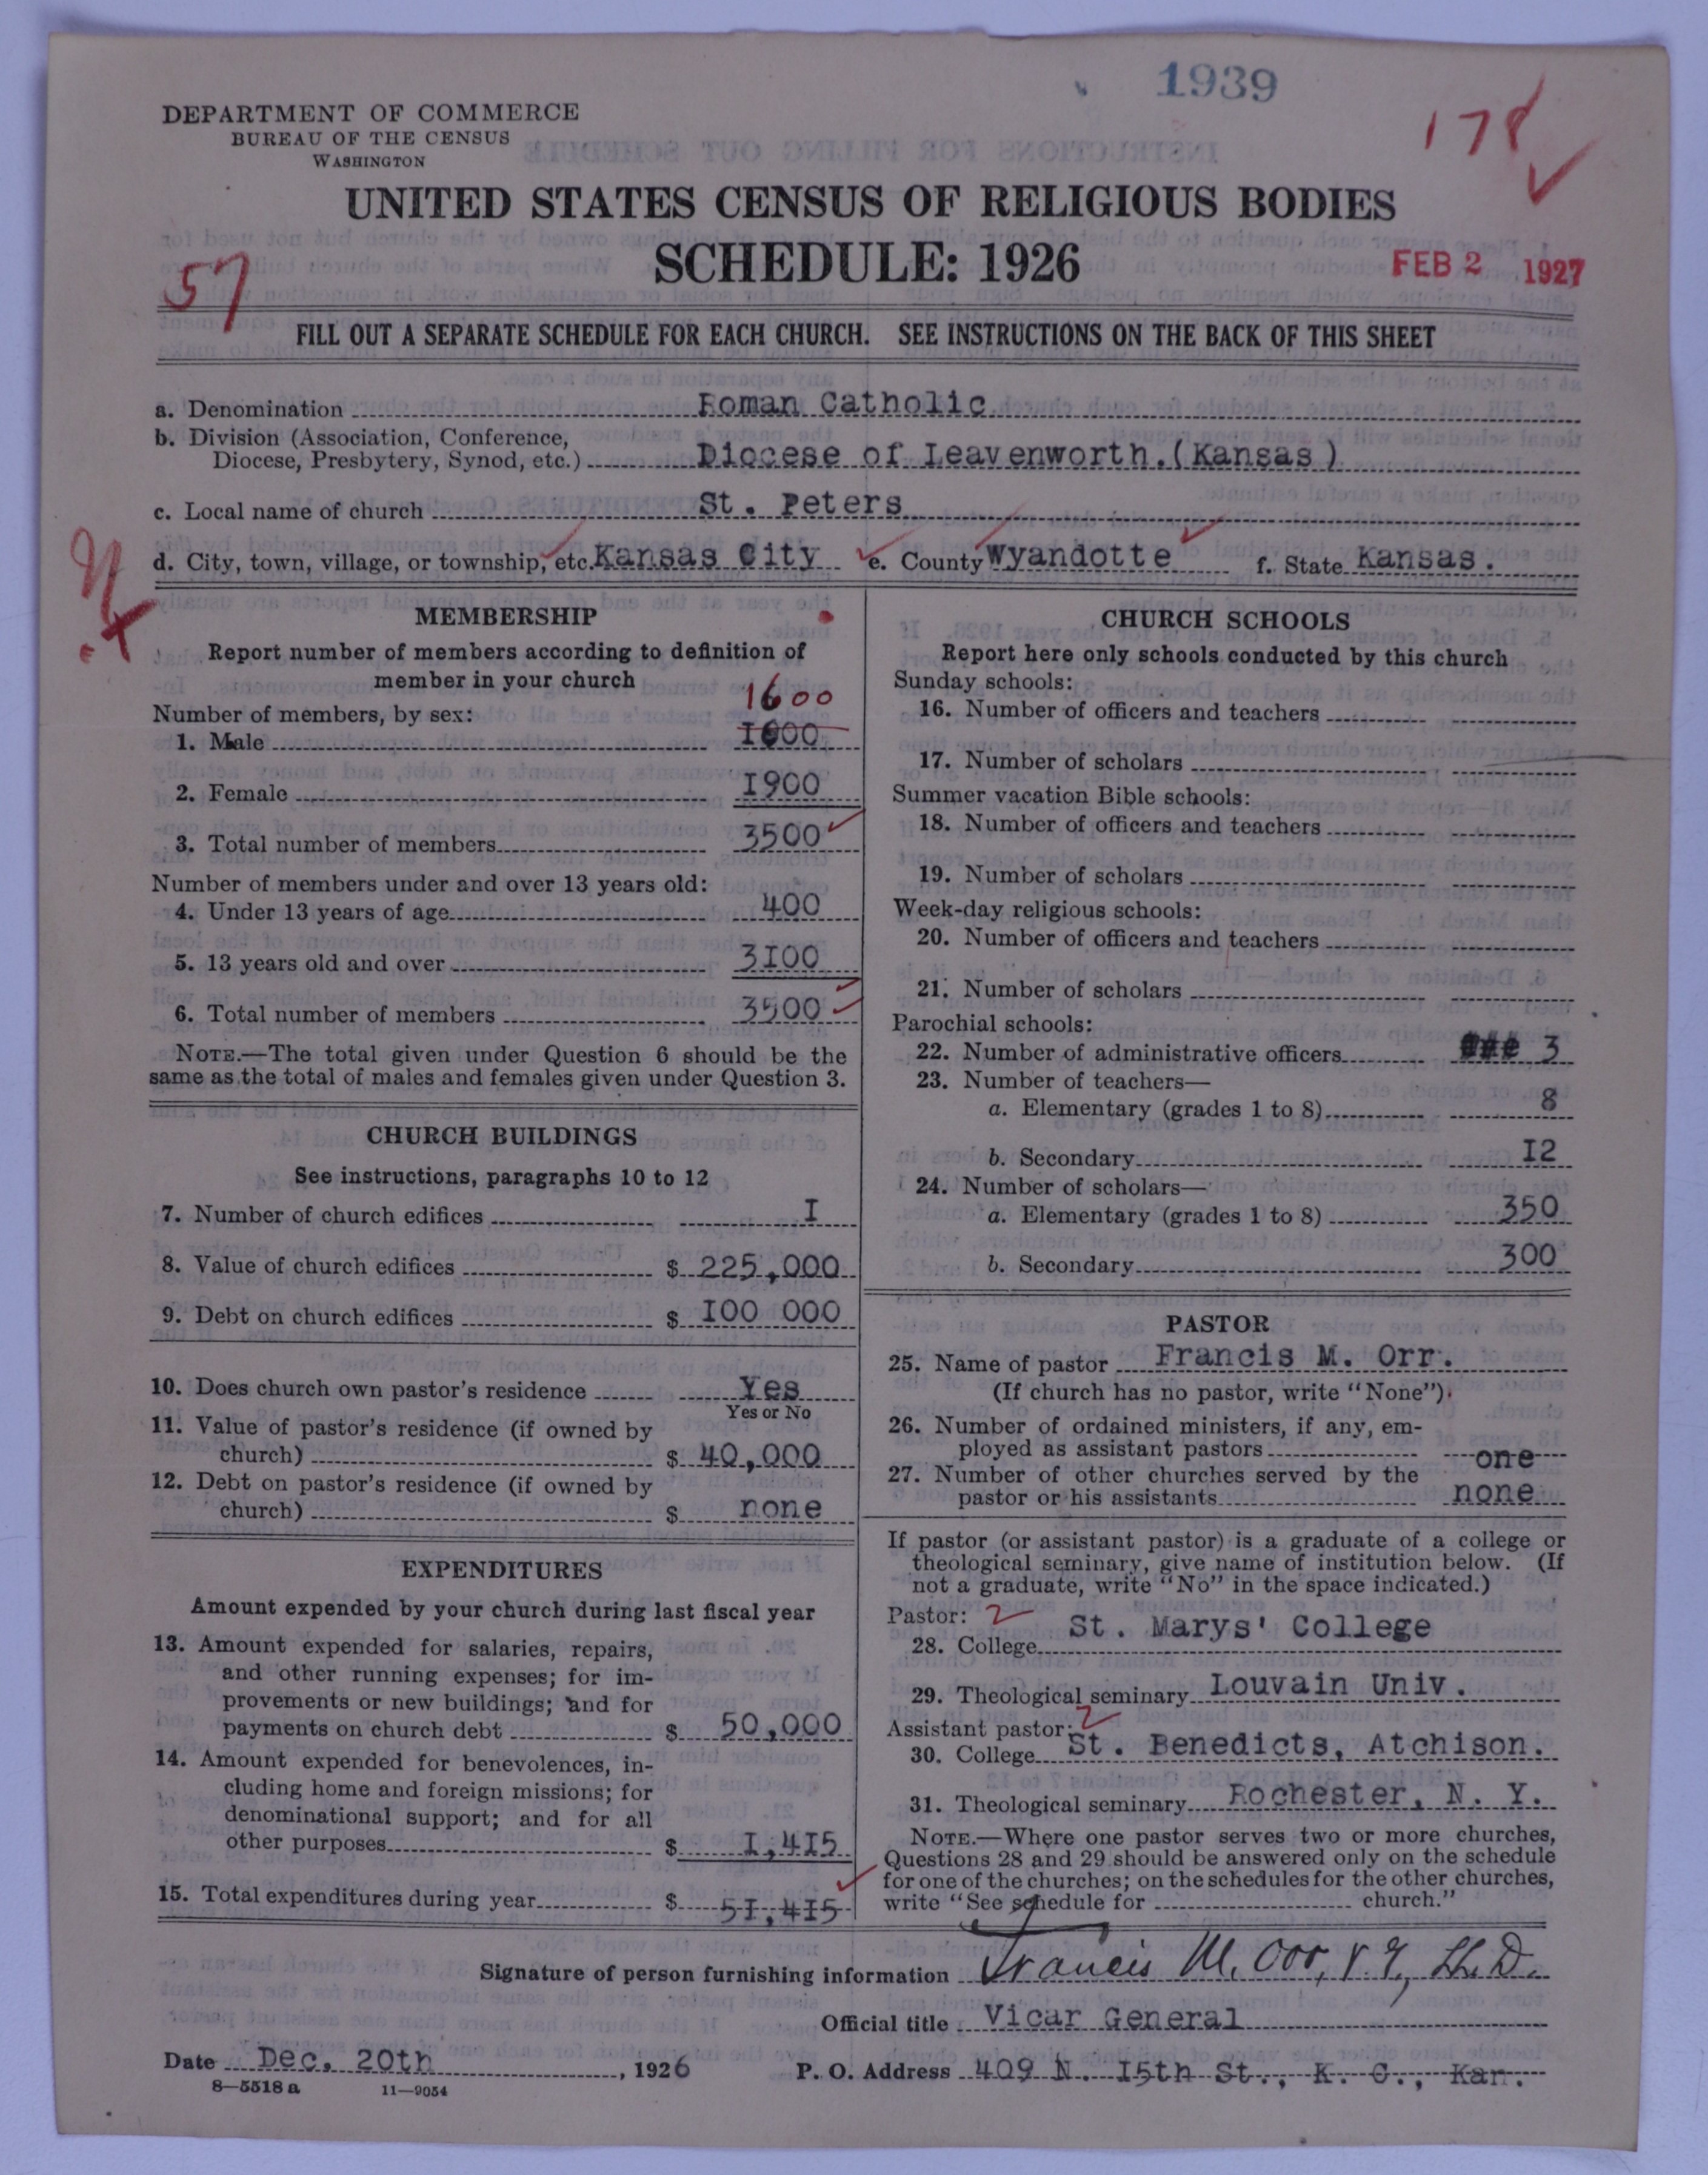 1939
178
DEPARTMENT OF COMMERCE
BUREAU OF THE CENSUS
WASHINGTON
UNITED STATES CENSUS OF RELIGIOUS BODIES
SCHEDULE: 1926
FEB 2 1927
57
FILL OUT A SEPARATE SCHEDULE FOR EACH CHURCH. SEE INSTRUCTIONS ON THE BACK OF THIS SHEET
a. Denomination Roman Catholic
b. Division (Association, Conference,
Diocese, Presbytery, Synod, etc.) Diocese of Leavenworth.(Kansas)
c. Local name of church St. Peters
d. City, town, village, or township, etc. Kansas City e. County Wyandotte f. State Kansas.
MEMBERSHIP
Report number of members according to definition of
member in your church
1600
Number of members, by sex:
1. Male I600
2. Female I900
3. Total number of members 3500
Number of members under and over 13 years old:
4. Under 13 years of age 400
5. 13 years old and over 3I00
6. Total number of members 3500
NOTE.—The total given under Question 6 should be the
same as the total of males and females given under Question 3.
CHURCH BUILDINGS
See instructions, paragraphs 10 to 12
7. Number of church edifices I
8. Value of church edifices $ 225,000
9. Debt on church edifices $ I00 000
10. Does church own pastor's residence Yes
Yes or No
11. Value of pastor's residence (if owned by
church) $ 40,000
12. Debt on pastor's residence (if owned by
church) $ none
EXPENDITURES
Amount expended by your church during last fiscal year
13. Amount expended for salaries, repairs,
and other running expenses; for im-
provements or new buildings; and for
payments on church debt $ 50,000
14. Amount expended for benevolences, in-
cluding home and foreign missions; for
denominational support; and for all
other purposes $ I,4I5
15. Total expenditures during year $ 5I,4I5
CHURCH SCHOOLS
Report here only schools conducted by this church
Sunday schools:
16. Number of officers and teachers
17. Number of scholars
Summer vacation Bible schools:
18. Number of officers and teachers
19. Number of scholars
Week-day religious schools:
20. Number of officers and teachers
21. Number of scholars
Parochial schools:
22. Number of administrative officers 3
23. Number of teachers—
a. Elementary (grades 1 to 8) 8
b. Secondary I2
24. Number of scholars—
a. Elementary (grades 1 to 8) 350
b. Secondary 300
PASTOR
25. Name of pastor Francis M. Orr.
(If church has no pastor, write "None").
26. Number of ordained ministers, if any, em-
ployed as assistant pastors one
27. Number of other churches served by the
pastor or his assistants none
If pastor (or assistant pastor) is a graduate of a college or
theological seminary, give name of institution below. (If
not a graduate, write "No" in the space indicated.)
Pastor: 2
28. College St. Marys' College
29. Theological seminary Louvain Univ.
Assistant pastor: 2
30. College St. Benedicts, Atchison.
31. Theological seminary Rochester, N. Y.
NOTE.—Where one pastor serves two or more churches,
Questions 28 and 29 should be answered only on the schedule
for one of the churches; on the schedules for the other churches,
write "See schedule for church."
Signature of person furnishing information Francis M. Orr, V.G,
Official title Vicar General
Date Dec, 20th, 1926 P. O. Address 409 N. I5th St., K. C., Kan.
8—5518 a 11—9054